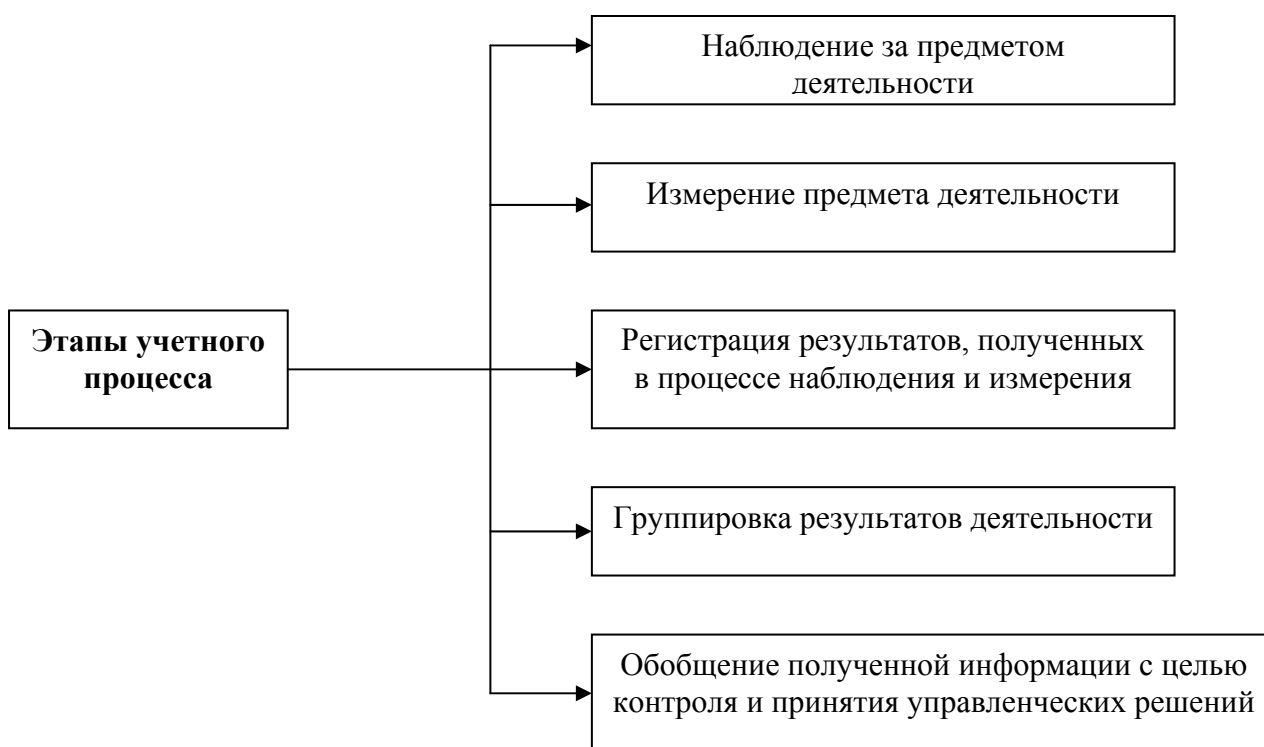 Наблюдение за предметом
деятельности
Измерение предмета деятельности
Этапы учетного
процесса
Регистрация результатов, полученных
в процессе наблюдения и измерения
Группировка результатов деятельности
Обобщение полученной информации с целью
контроля и принятия управленческих решений